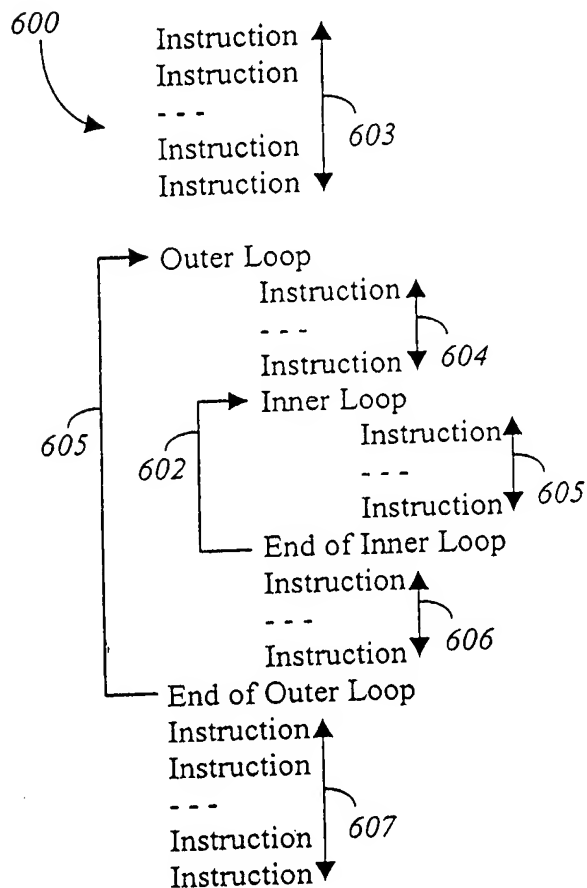 600
Instruction
Instruction
---
603
Instruction
Instruction
Outer Loop
Instruction
---
604
Instruction
Inner Loop
605
602
Instruction
---
605
Instruction
End of Inner Loop
Instruction
---
606
Instruction
End of Outer Loop
Instruction
Instruction
---
607
Instruction
Instruction